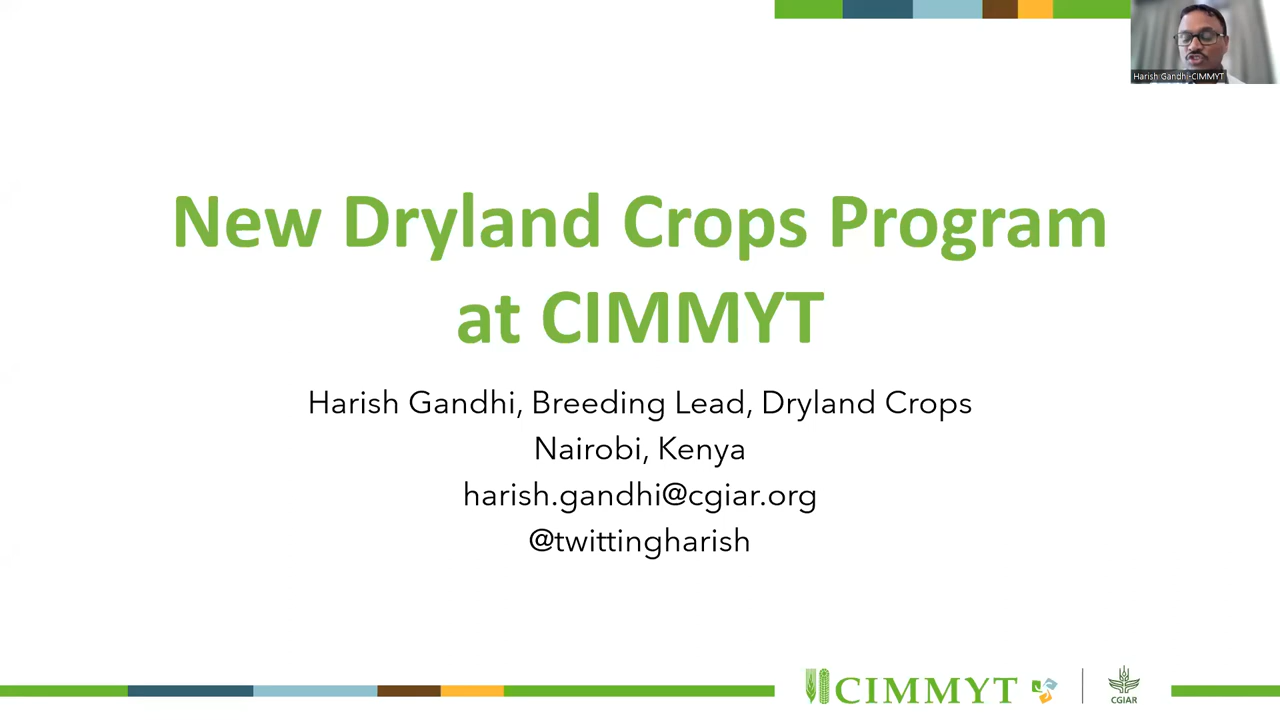 Harish Gandhi-CIMMYT
New Dryland Crops Program
at CIMMYT
Harish Gandhi, Breeding Lead, Dryland Crops
Nairobi, Kenya
harish.gandhi@cgiar.org
@twittingharish
CIMMYT
CGIAR